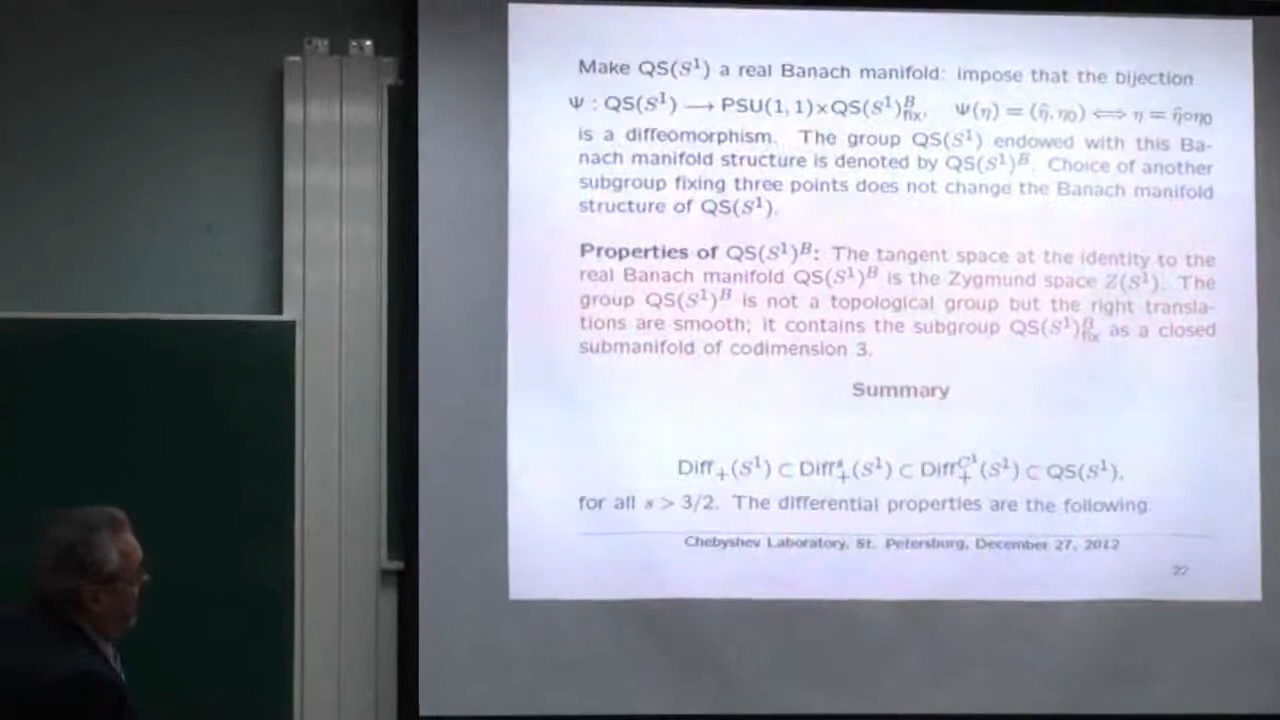 Make QS(S¹) a real Banach manifold: impose that the bijection
Ψ : QS(S¹) ⟶ PSU(1, 1)×QS(S¹)ᴮ_fix, Ψ(η) = (η̂, η₀) ⟺ η = η̂∘η₀
is a diffeomorphism. The group QS(S¹) endowed with this Ba-
nach manifold structure is denoted by QS(S¹)ᴮ. Choice of another
subgroup fixing three points does not change the Banach manifold
structure of QS(S¹).
Properties of QS(S¹)ᴮ: The tangent space at the identity to the
real Banach manifold QS(S¹)ᴮ is the Zygmund space Z(S¹). The
group QS(S¹)ᴮ is not a topological group but the right transla-
tions are smooth; it contains the subgroup QS(S¹)ᴮ_fix as a closed
submanifold of codimension 3.
Summary
Diff₊(S¹) ⊂ Diffˢ₊(S¹) ⊂ Diff^{C¹}₊(S¹) ⊂ QS(S¹),
for all s > 3/2. The differential properties are the following.
Chebyshev Laboratory, St. Petersburg, December 27, 2012
22